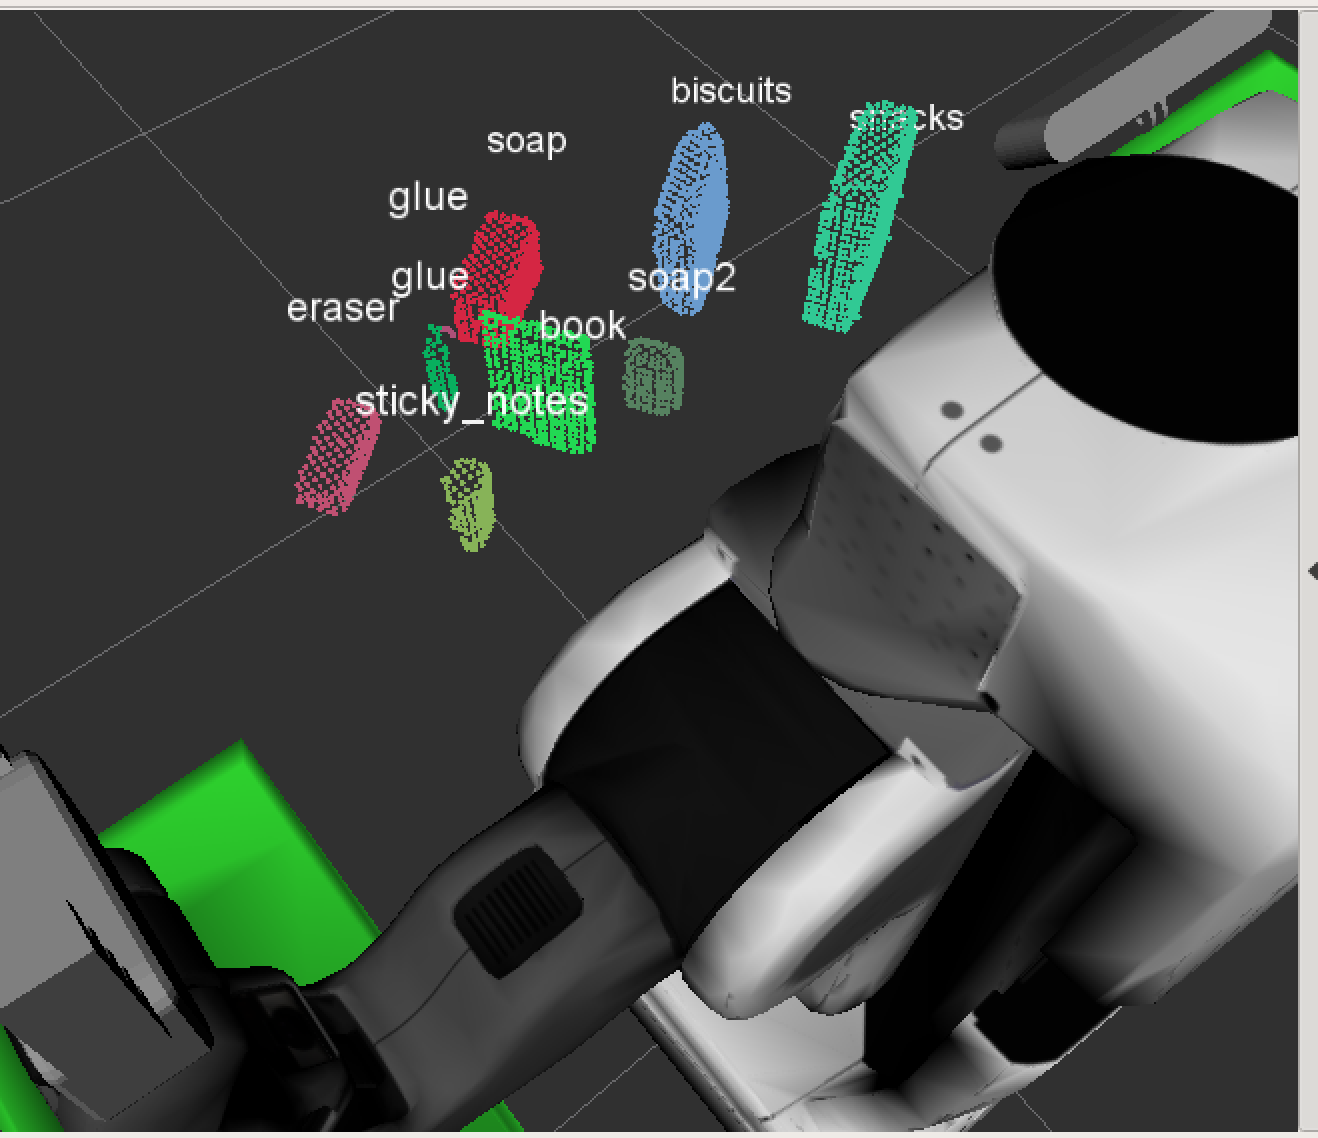 biscuits
snacks
soap
glue
glue
soap2
eraser
book
sticky_notes